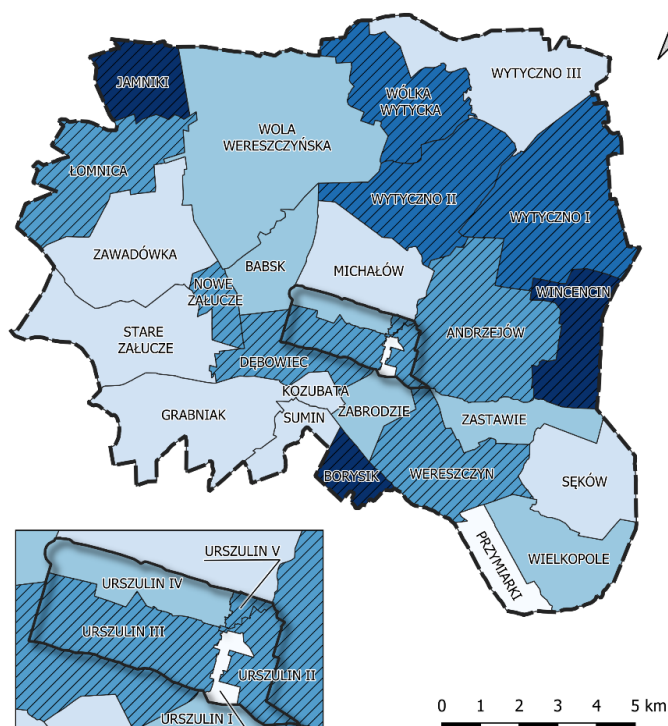 JAMNIKI
WYTYCZNO III
WÓLKA
WYTYCKA
WOLA
WERESZCZYŃSKA
ŁOMNICA
WYTYCZNO II
WYTYCZNO I
ZAWADÓWKA
BABSK
MICHAŁÓW
NOWE
ZAŁUCZE
WINCENCIN
STARE
ZAŁUCZE
ANDRZEJÓW
DĘBOWIEC
KOZUBATA
GRABNIAK
SUMIN
ZABRODZIE
ZASTAWIE
BORYSIK
WERESZCZYN
SĘKÓW
PRZYMIARKI
WIELKOPOLE
URSZULIN V
URSZULIN IV
URSZULIN III
URSZULIN II
URSZULIN I
0 1 2 3 4 5 km